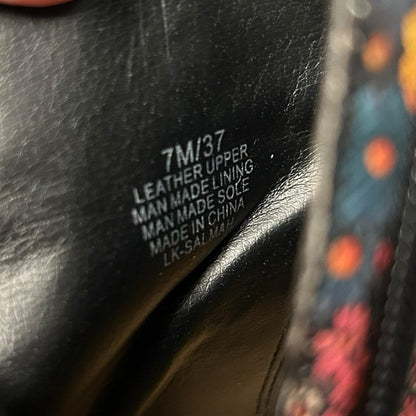 7M/37
LEATHER UPPER
MAN MADE LINING
MAN MADE SOLE
MADE IN CHINA